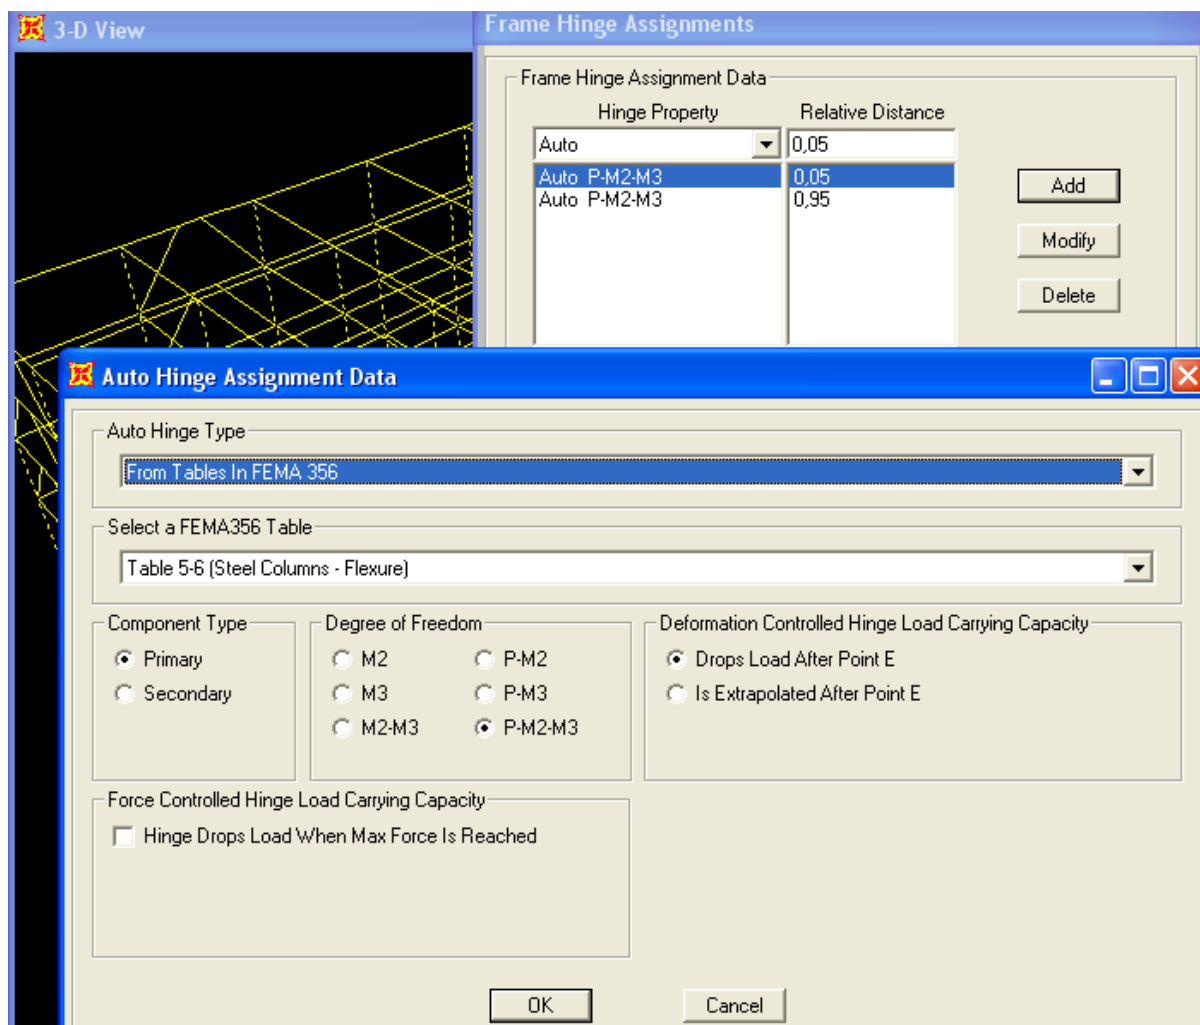 3-D View
Frame Hinge Assignments
Frame Hinge Assignment Data
Hinge Property Relative Distance
Auto 0,05
Auto P-M2-M3 0,05
Auto P-M2-M3 0,95
Add
Modify
Delete
Auto Hinge Assignment Data
Auto Hinge Type
From Tables In FEMA 356
Select a FEMA356 Table
Table 5-6 (Steel Columns - Flexure)
Component Type
Primary
Secondary
Degree of Freedom
M2 P-M2
M3 P-M3
M2-M3 P-M2-M3
Deformation Controlled Hinge Load Carrying Capacity
Drops Load After Point E
Is Extrapolated After Point E
Force Controlled Hinge Load Carrying Capacity
Hinge Drops Load When Max Force Is Reached
OK Cancel